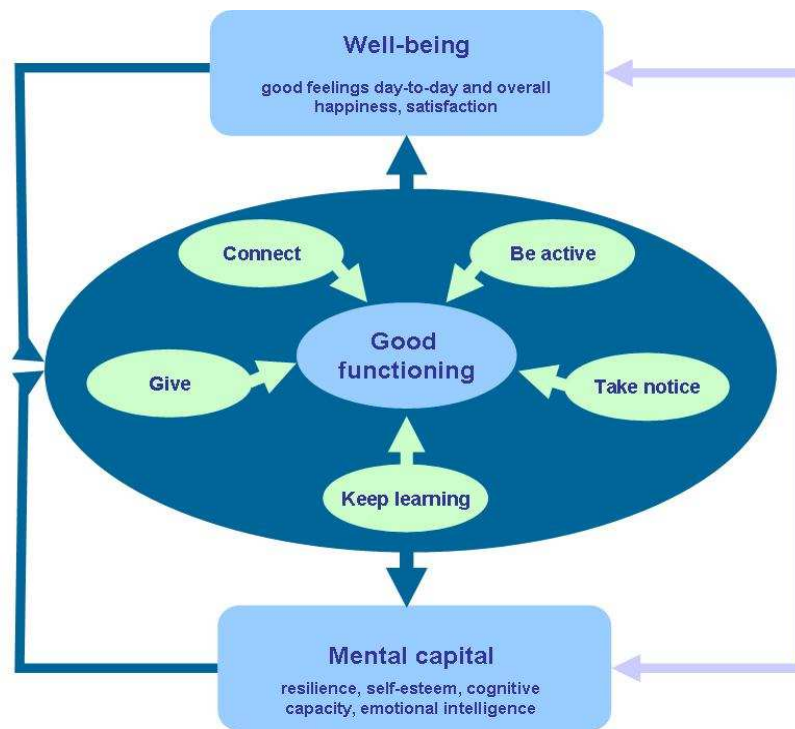 Well-being
good feelings day-to-day and overall
happiness, satisfaction
Connect
Be active
Good
functioning
Give
Take notice
Keep learning
Mental capital
resilience, self-esteem, cognitive
capacity, emotional intelligence